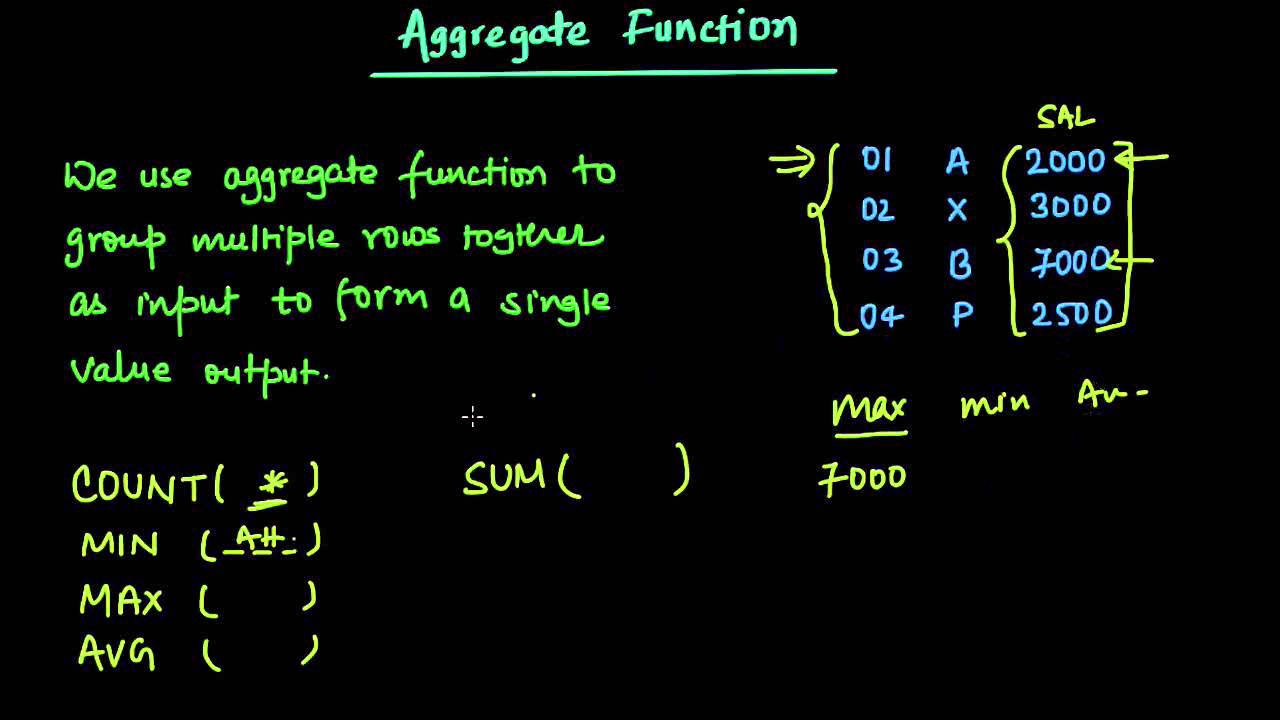 Aggregate Function
We use aggregate function to
group multiple rows togther
as input to form a single
value output.
SAL
01 A 2000
02 X 3000
03 B 7000
04 P 2500
Max min Av--
7000
COUNT( * ) SUM( )
MIN ( Att. )
MAX ( )
AVG ( )